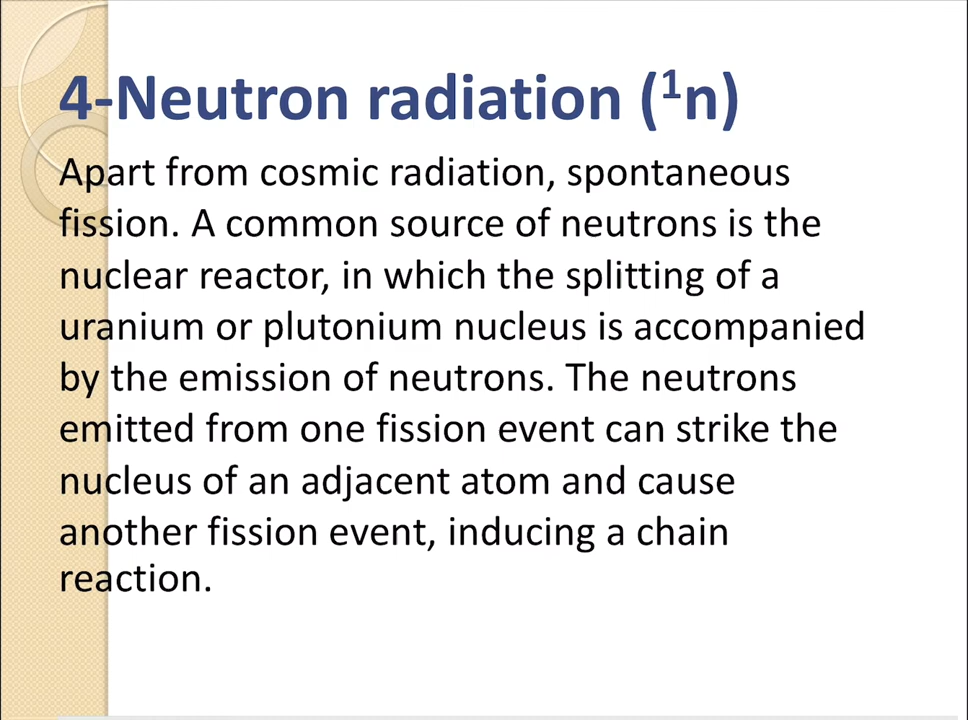 4-Neutron radiation (¹n)
Apart from cosmic radiation, spontaneous
fission. A common source of neutrons is the
nuclear reactor, in which the splitting of a
uranium or plutonium nucleus is accompanied
by the emission of neutrons. The neutrons
emitted from one fission event can strike the
nucleus of an adjacent atom and cause
another fission event, inducing a chain
reaction.